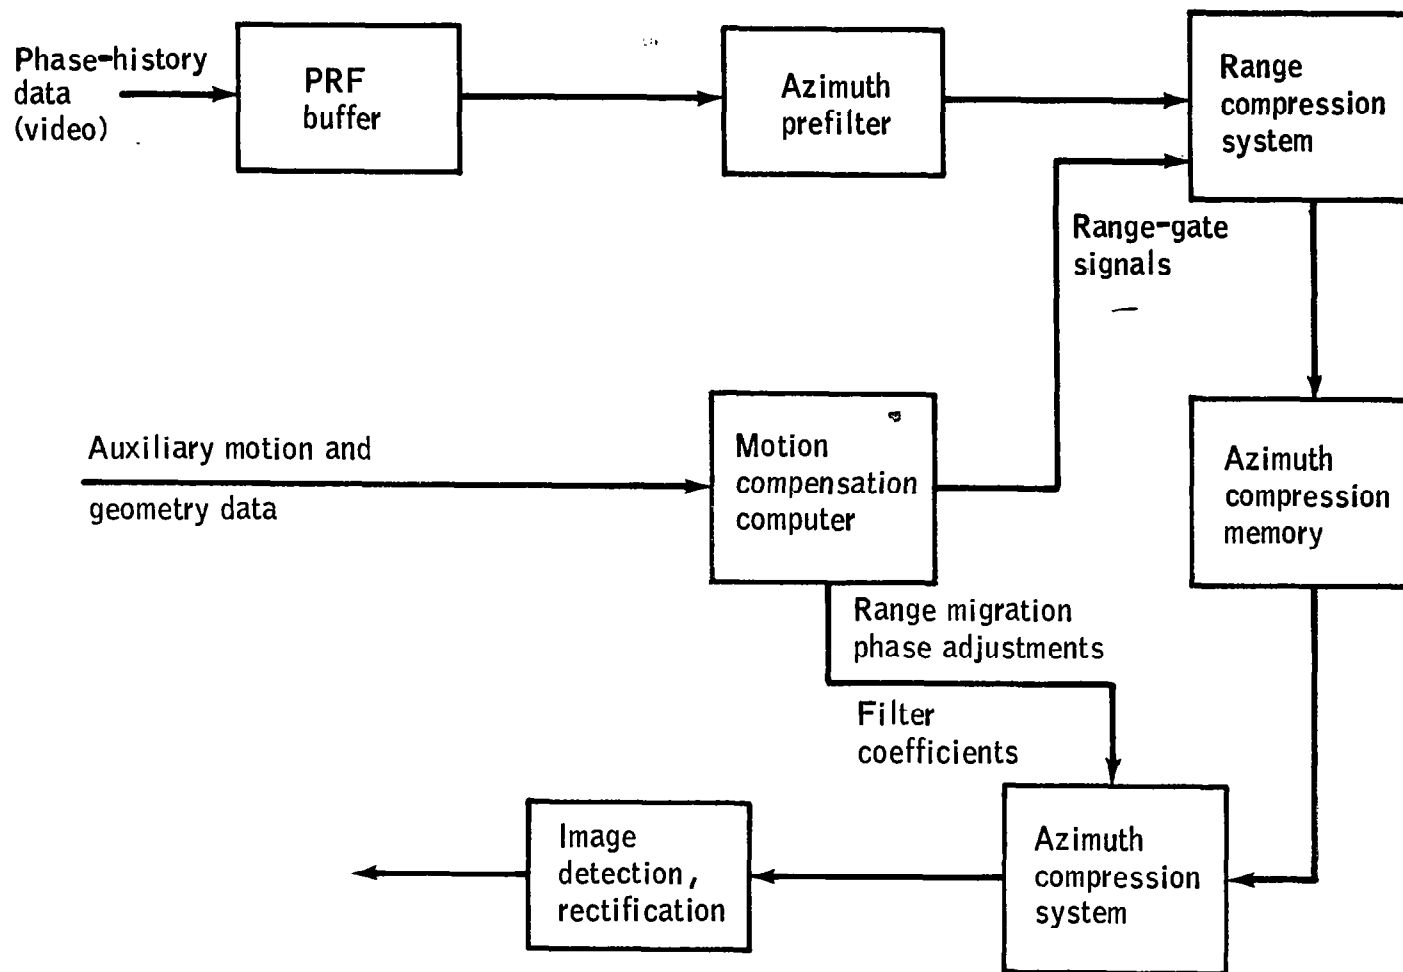 Phase-history
data
(video)
PRF
buffer
Azimuth
prefilter
Range
compression
system
Range-gate
signals
Auxiliary motion and
geometry data
Motion
compensation
computer
Azimuth
compression
memory
Range migration
phase adjustments
Filter
coefficients
Image
detection,
rectification
Azimuth
compression
system